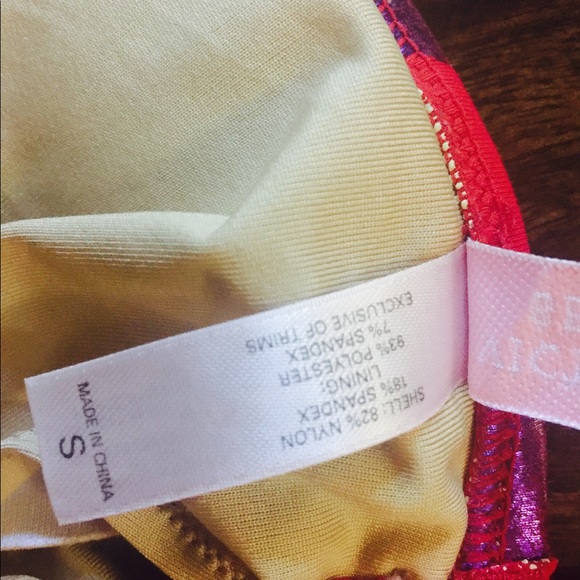 SHELL: 82% NYLON
18% SPANDEX
LINING:
93% POLYESTER
7% SPANDEX
EXCLUSIVE OF TRIMS
MADE IN CHINA
S